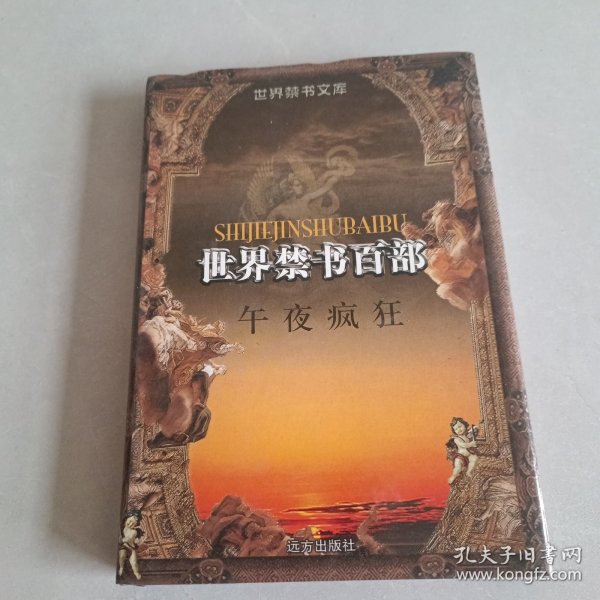 世界禁书文库
SHIJIEJINSHUBAIBU
世界禁书百部
午夜疯狂
远方出版社
孔夫子旧书网
www.kongfz.com